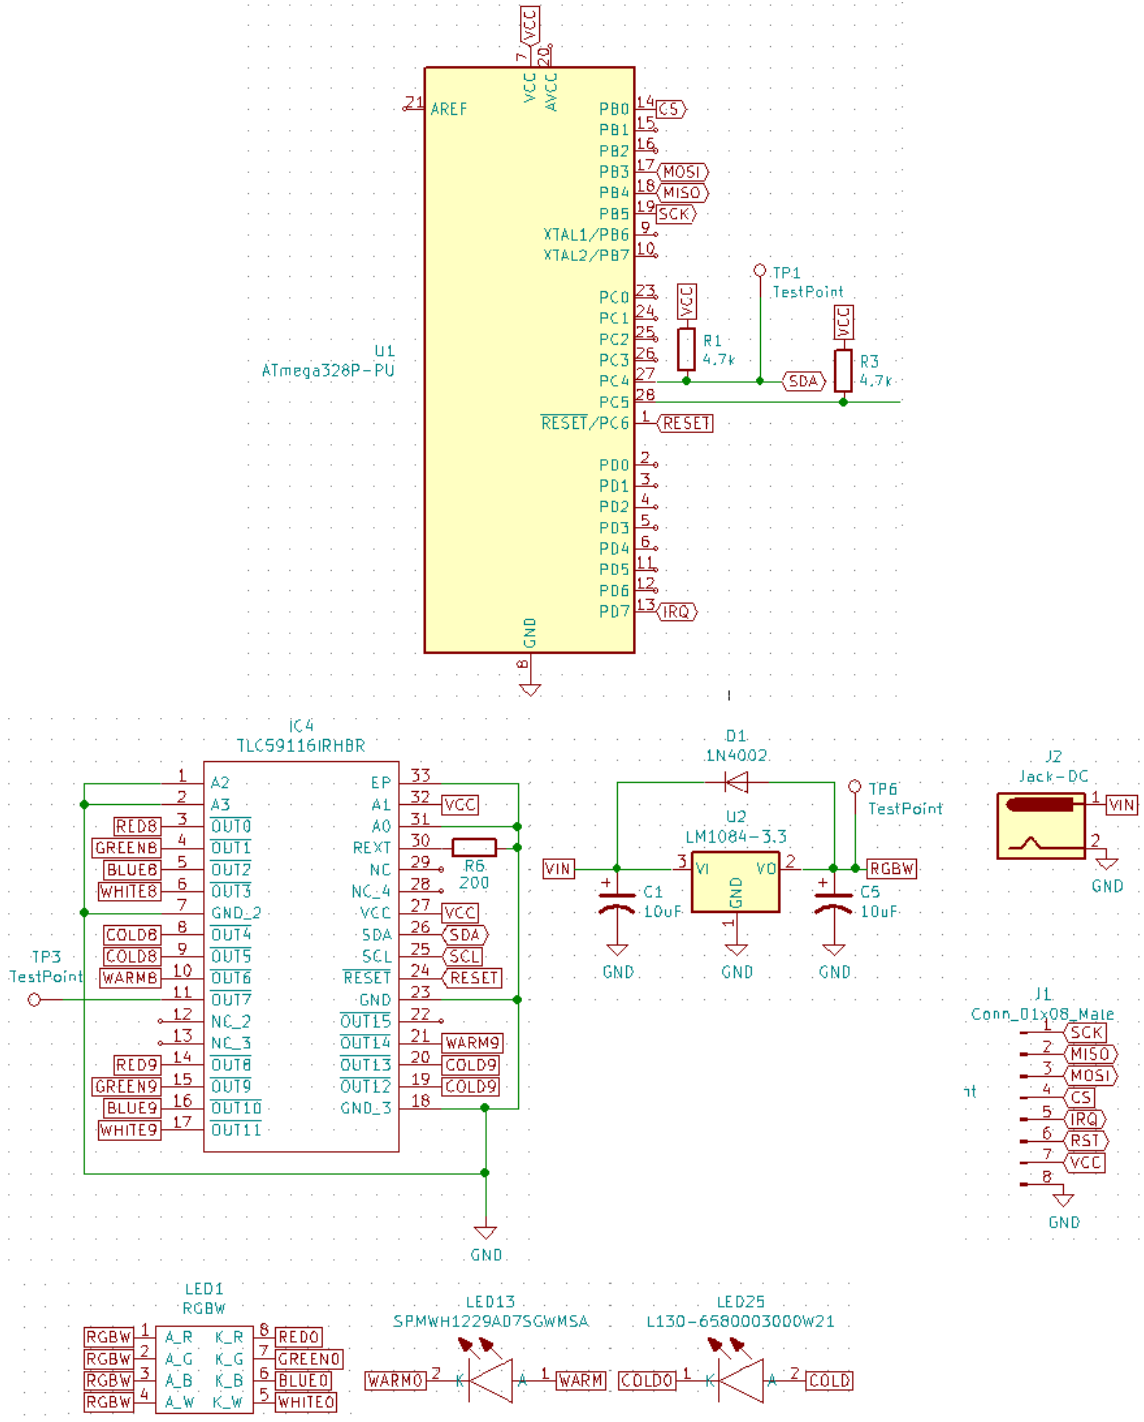 VCC
7
20
VCC
AVCC
21 AREF
PB0 14 CS
PB1 15
PB2 16
PB3 17 MOSI
PB4 18 MISO
PB5 19 SCK
XTAL1/PB6 9
XTAL2/PB7 10
PC0 23
PC1 24
PC2 25
PC3 26
PC4 27 SDA
PC5 28
RESET/PC6 1 RESET
PD0 2
PD1 3
PD2 4
PD3 5
PD4 6
PD5 11
PD6 12
PD7 13 IRQ
GND
8
U1
ATmega328P-PU
VCC
R1
4.7k
TP1
TestPoint
VCC
R3
4.7k
IC4
TLC59116IRHBR
1 A2
2 A3
RED8 3 OUT0
GREEN8 4 OUT1
BLUE8 5 OUT2
WHITE8 6 OUT3
7 GND_2
COLD8 8 OUT4
COLD8 9 OUT5
WARM8 10 OUT6
11 OUT7
12 NC_2
13 NC_3
RED9 14 OUT8
GREEN9 15 OUT9
BLUE9 16 OUT10
WHITE9 17 OUT11
TP3
TestPoint
EP 33
A1 32 VCC
A0 31
REXT 30
NC 29
NC_4 28
VCC 27 VCC
SDA 26 SDA
SCL 25 SCL
RESET 24 RESET
GND 23
OUT15 22
OUT14 21 WARM9
OUT13 20 COLD9
OUT12 19 COLD9
GND_3 18
R6
200
GND
D1
1N4002
U2
LM1084-3.3
VIN
3 VI
VO 2
GND
1
+
C1
10uF
GND
GND
+
C5
10uF
GND
RGBW
TP6
TestPoint
J2
Jack-DC
1 VIN
2
GND
J1
Conn_01x08_Male
1 SCK
2 MISO
3 MOSI
4 CS
5 IRQ
6 RST
7 VCC
8
GND
nt
LED1
RGBW
RGBW 1 A_R K_R 8 RED0
RGBW 2 A_G K_G 7 GREEN0
RGBW 3 A_B K_B 6 BLUE0
RGBW 4 A_W K_W 5 WHITE0
LED13
SPMWH1229AD7SGWMSA
WARM0 2 K A 1 WARM
LED25
L130-6580003000W21
COLD0 1 K A 2 COLD